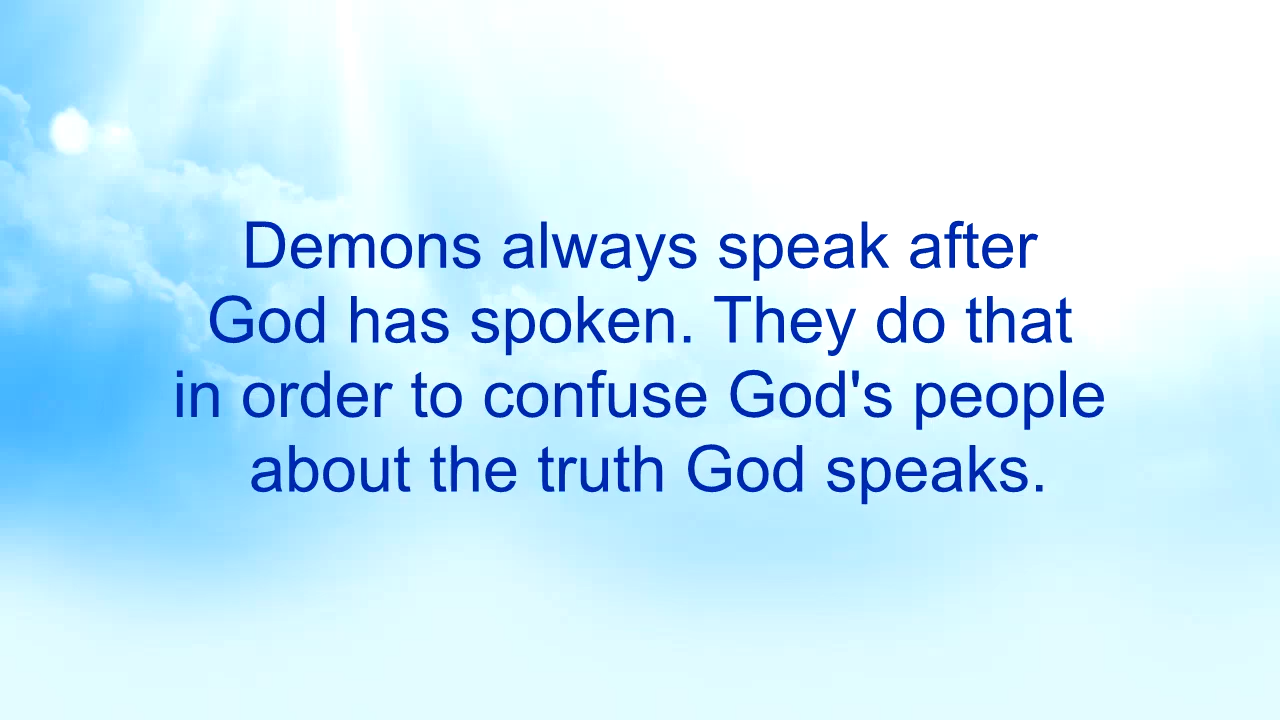 Demons always speak after
God has spoken. They do that
in order to confuse God's people
about the truth God speaks.